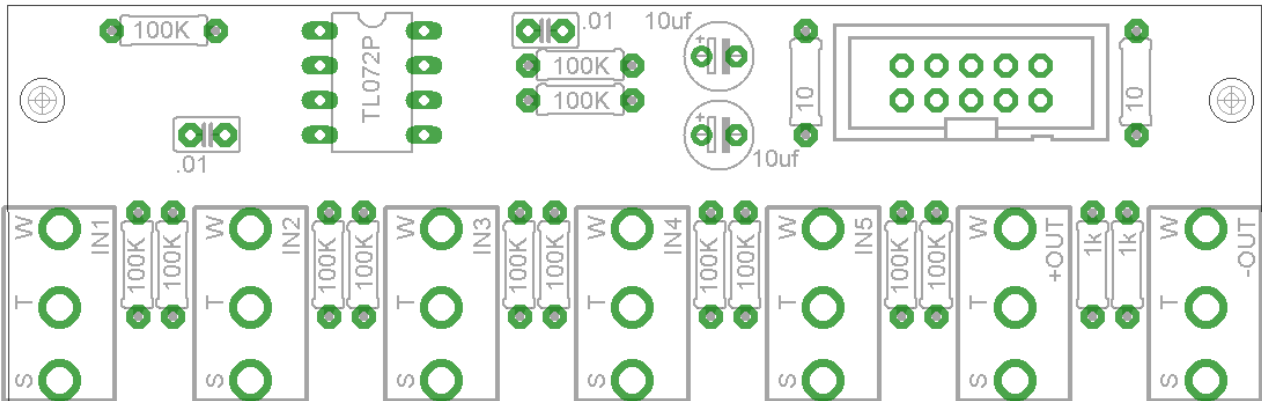 100K
TL072P
.01
10uf
100K
100K
10
10
.01
10uf
W
IN1
100K
100K
W
IN2
100K
100K
W
IN3
100K
100K
W
IN4
100K
100K
W
IN5
100K
100K
W
+OUT
1k
1k
W
-OUT
T
T
T
T
T
T
T
S
S
S
S
S
S
S